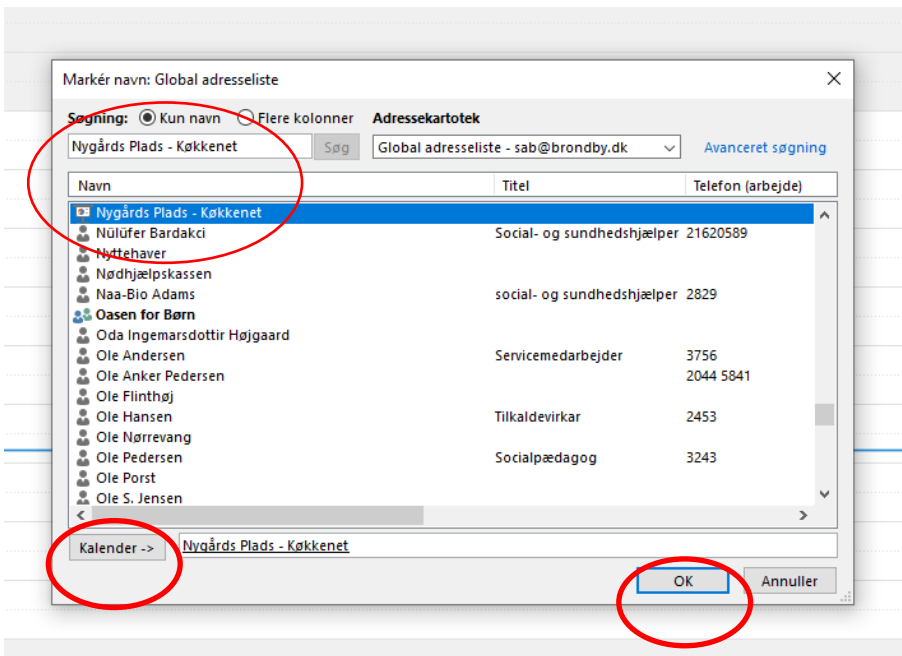 Markér navn: Global adresseliste
Søgning: Kun navn Flere kolonner Adressekartotek
Nygårds Plads - Køkkenet Søg Global adresseliste - sab@brondby.dk Avanceret søgning
Navn Titel Telefon (arbejde)
Nygårds Plads - Køkkenet
Nülüfer Bardakci Social- og sundhedshjælper 21620589
Nyttehaver
Nødhjælpskassen
Naa-Bio Adams social- og sundhedshjælper 2829
Oasen for Børn
Oda Ingemarsdottir Højgaard
Ole Andersen Servicemedarbejder 3756
Ole Anker Pedersen 2044 5841
Ole Flinthøj
Ole Hansen Tilkaldevirkar 2453
Ole Nørrevang
Ole Pedersen Socialpædagog 3243
Ole Porst
Ole S. Jensen
Kalender -> Nygårds Plads - Køkkenet
OK Annuller